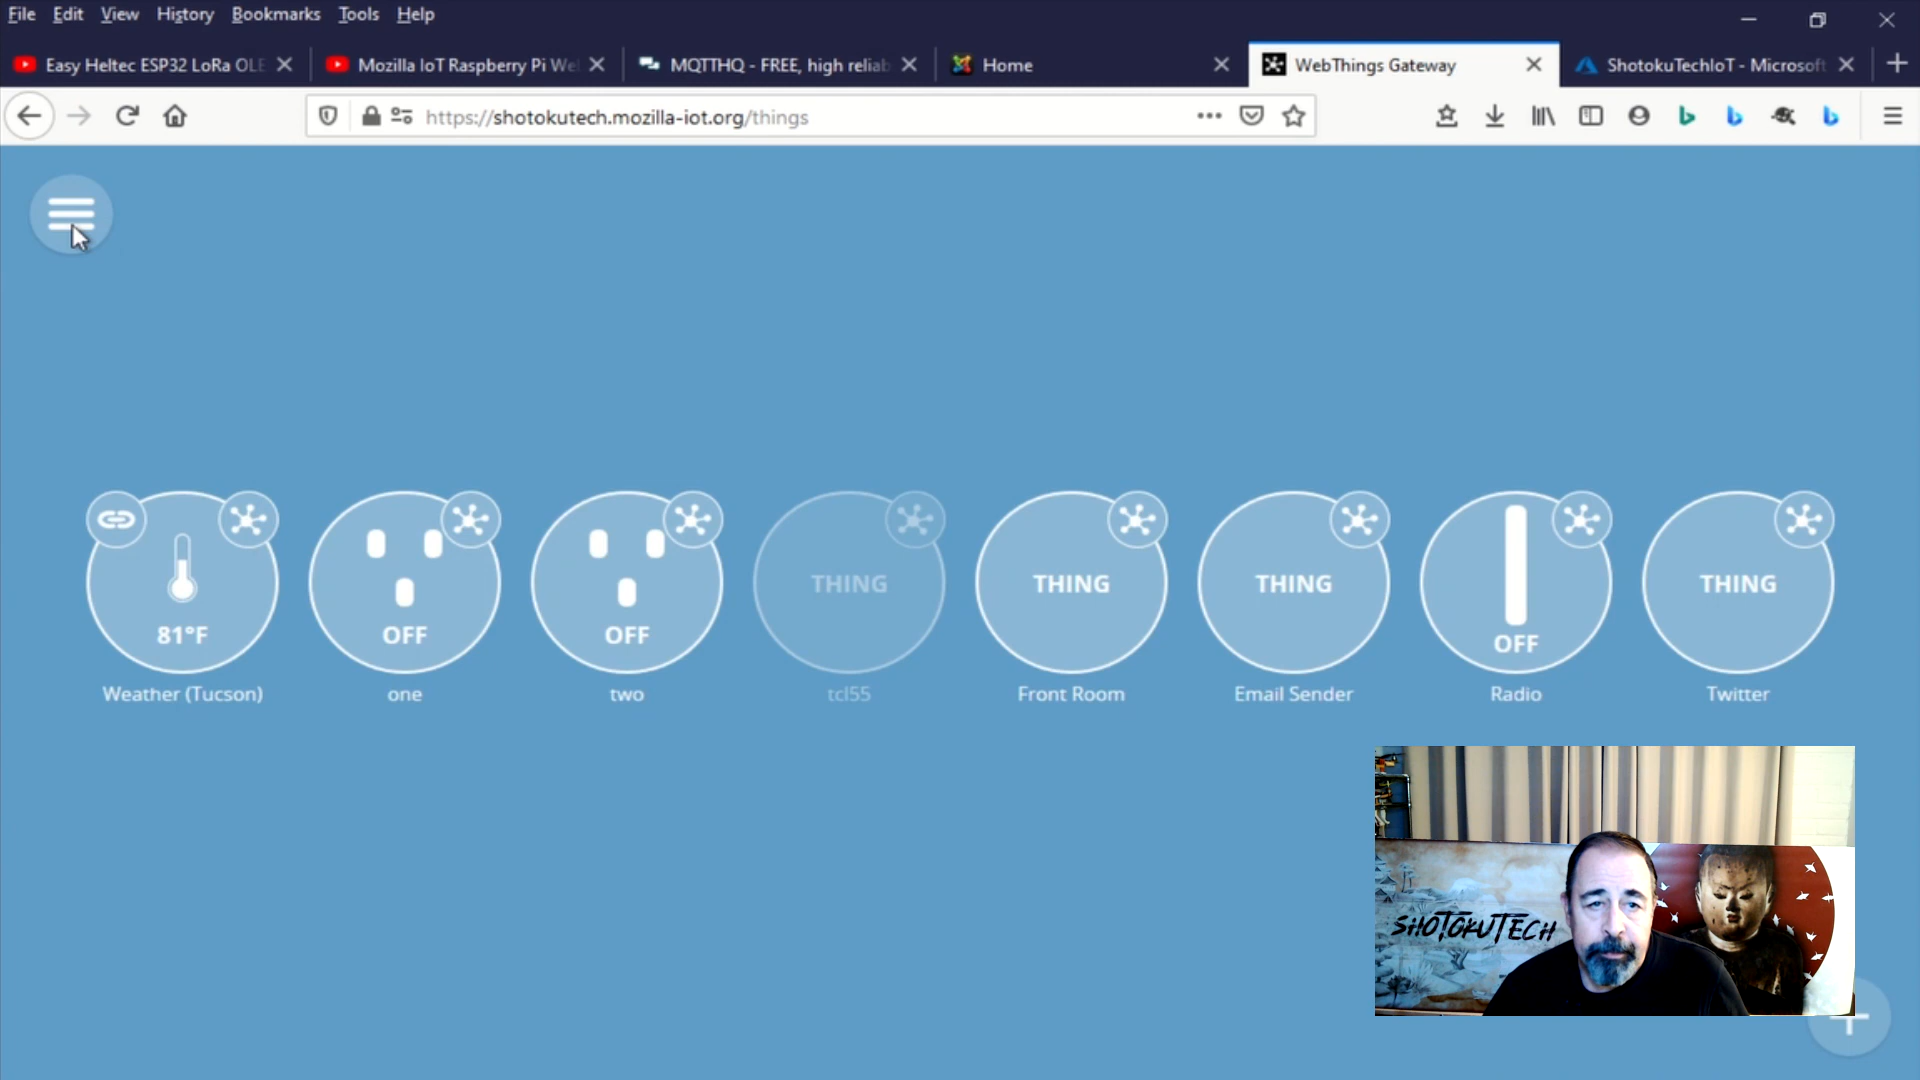 File Edit View History Bookmarks Tools Help
Easy Heltec ESP32 LoRa OLE
Mozilla IoT Raspberry Pi We
MQTTHQ - FREE, high reliab
Home
WebThings Gateway
ShotokuTechIoT - Microsoft
https://shotokutech.mozilla-iot.org/things
81°F
OFF
OFF
THING
THING
THING
OFF
THING
Weather (Tucson)
one
two
tcl55
Front Room
Email Sender
Radio
Twitter
SHOTOKUTECH